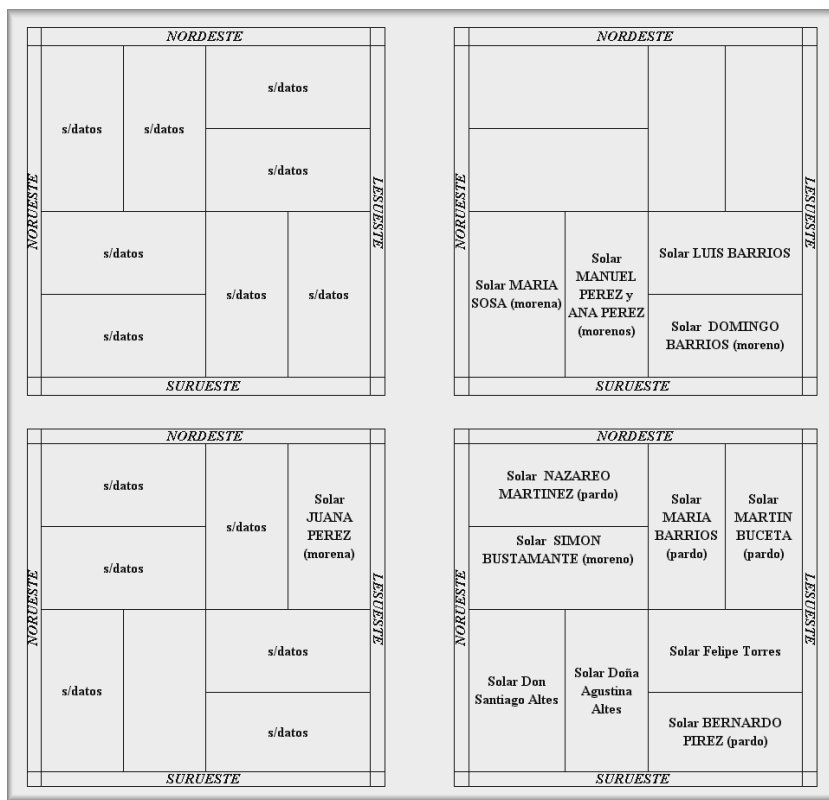 NORDESTE
s/datos
s/datos
s/datos
s/datos
NORUESTE
LESUESTE
s/datos
s/datos
s/datos
s/datos
SURUESTE
NORDESTE
NORUESTE
LESUESTE
Solar MARIA
SOSA (morena)
Solar
MANUEL
PEREZ y
ANA PEREZ
(morenos)
Solar LUIS BARRIOS
Solar DOMINGO
BARRIOS (moreno)
SURUESTE
NORDESTE
s/datos
s/datos
s/datos
Solar
JUANA
PEREZ
(morena)
NORUESTE
LESUESTE
s/datos
s/datos
s/datos
SURUESTE
NORDESTE
Solar NAZAREO
MARTINEZ (pardo)
Solar SIMON
BUSTAMANTE (moreno)
Solar
MARIA
BARRIOS
(pardo)
Solar
MARTIN
BUCETA
(pardo)
NORUESTE
LESUESTE
Solar Don
Santiago Altes
Solar Doña
Agustina
Altes
Solar Felipe Torres
Solar BERNARDO
PIREZ (pardo)
SURUESTE